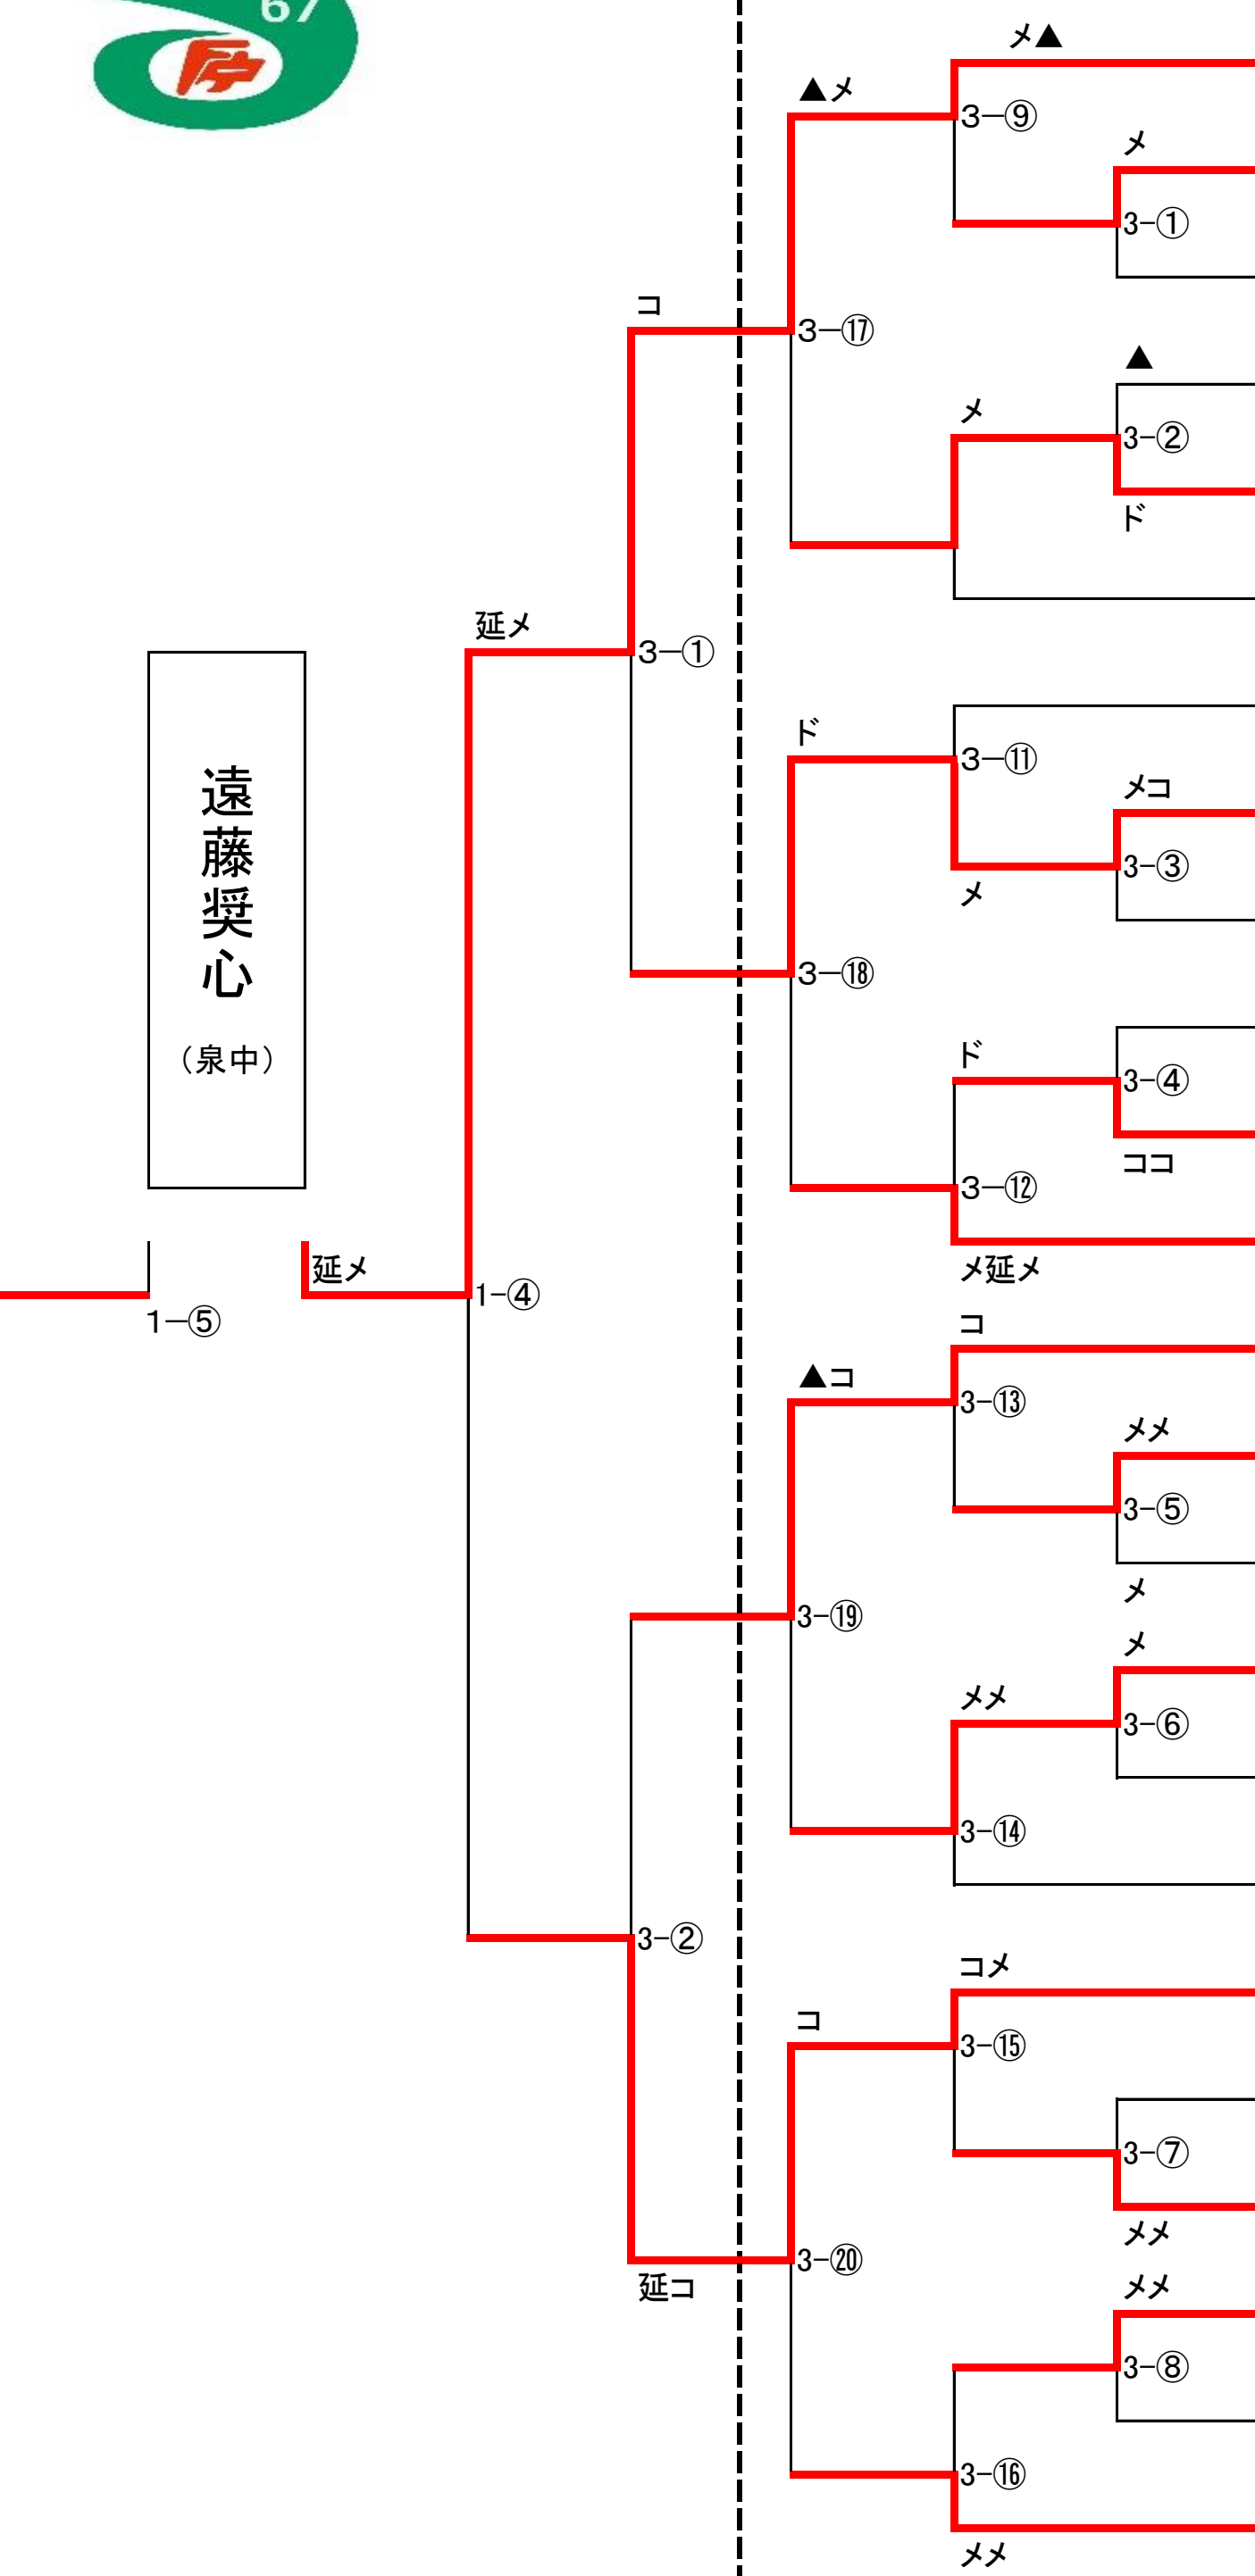 67
メ▲
▲メ
3−⑨
メ
3−①
コ
3−⑰
▲
メ
3−②
ド
延メ
3−①
ド
3−⑪
メコ
3−③
メ
遠藤奨心
（泉中）
3−⑱
ド
3−④
ココ
3−⑫
延メ
メ延メ
1−④
1−⑤
コ
▲コ
3−⑬
メメ
3−⑤
メ
3−⑲
メ
メメ
3−⑥
3−⑭
3−②
コメ
コ
3−⑮
3−⑦
メメ
3−⑳
延コ
メメ
3−⑧
3−⑯
メメ